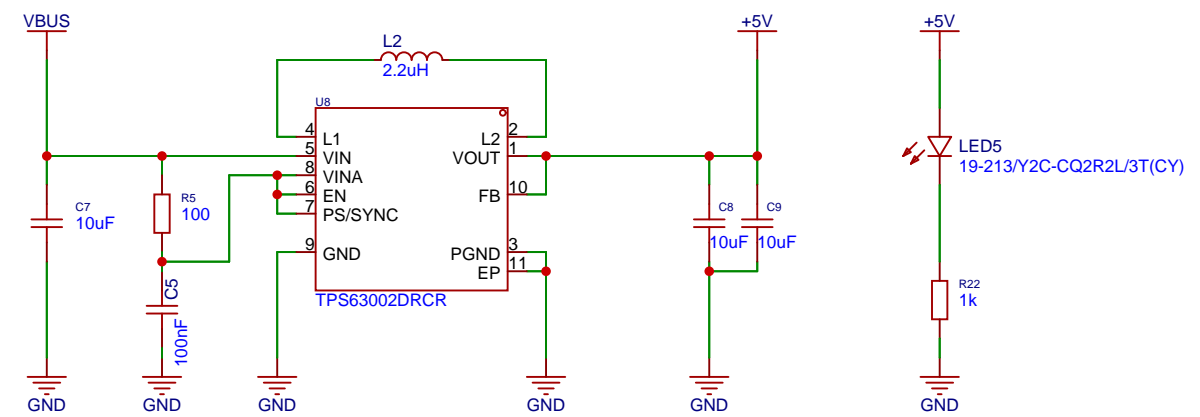 VBUS
+5V
+5V
L2
2.2uH
U8
4
L1
L2
2
5
VIN
VOUT
1
8
VINA
6
EN
FB
10
7
PS/SYNC
9
GND
PGND
3
EP
11
TPS63002DRCR
C7
10uF
R5
100
C5
100nF
C8
10uF
C9
10uF
LED5
19-213/Y2C-CQ2R2L/3T(CY)
R22
1k
GND
GND
GND
GND
GND
GND